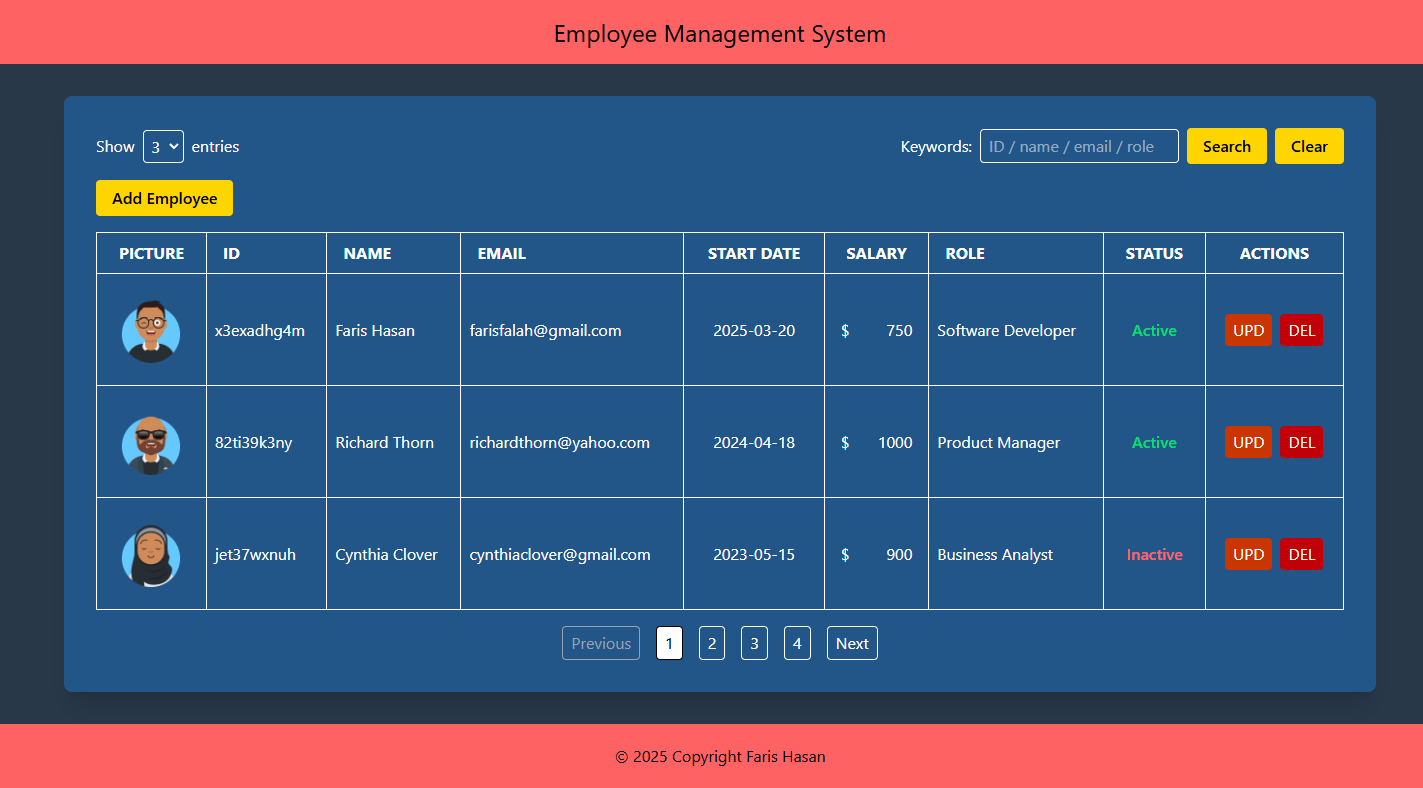 Employee Management System
Show 3 entries Keywords: ID / name / email / role Search Clear
Add Employee
PICTURE ID NAME EMAIL START DATE SALARY ROLE STATUS ACTIONS
x3exadhg4m Faris Hasan farisfalah@gmail.com 2025-03-20 $ 750 Software Developer Active UPD DEL
82ti39k3ny Richard Thorn richardthorn@yahoo.com 2024-04-18 $ 1000 Product Manager Active UPD DEL
jet37wxnuh Cynthia Clover cynthiaclover@gmail.com 2023-05-15 $ 900 Business Analyst Inactive UPD DEL
Previous 1 2 3 4 Next
© 2025 Copyright Faris Hasan